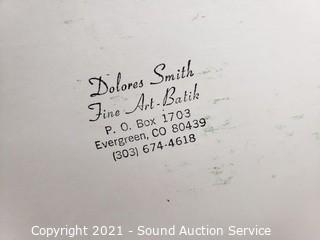 Dolores Smith
Fine Art-Batik
P. O. Box 1703
Evergreen, CO 80439
(303) 674-4618
Copyright 2021 - Sound Auction Service